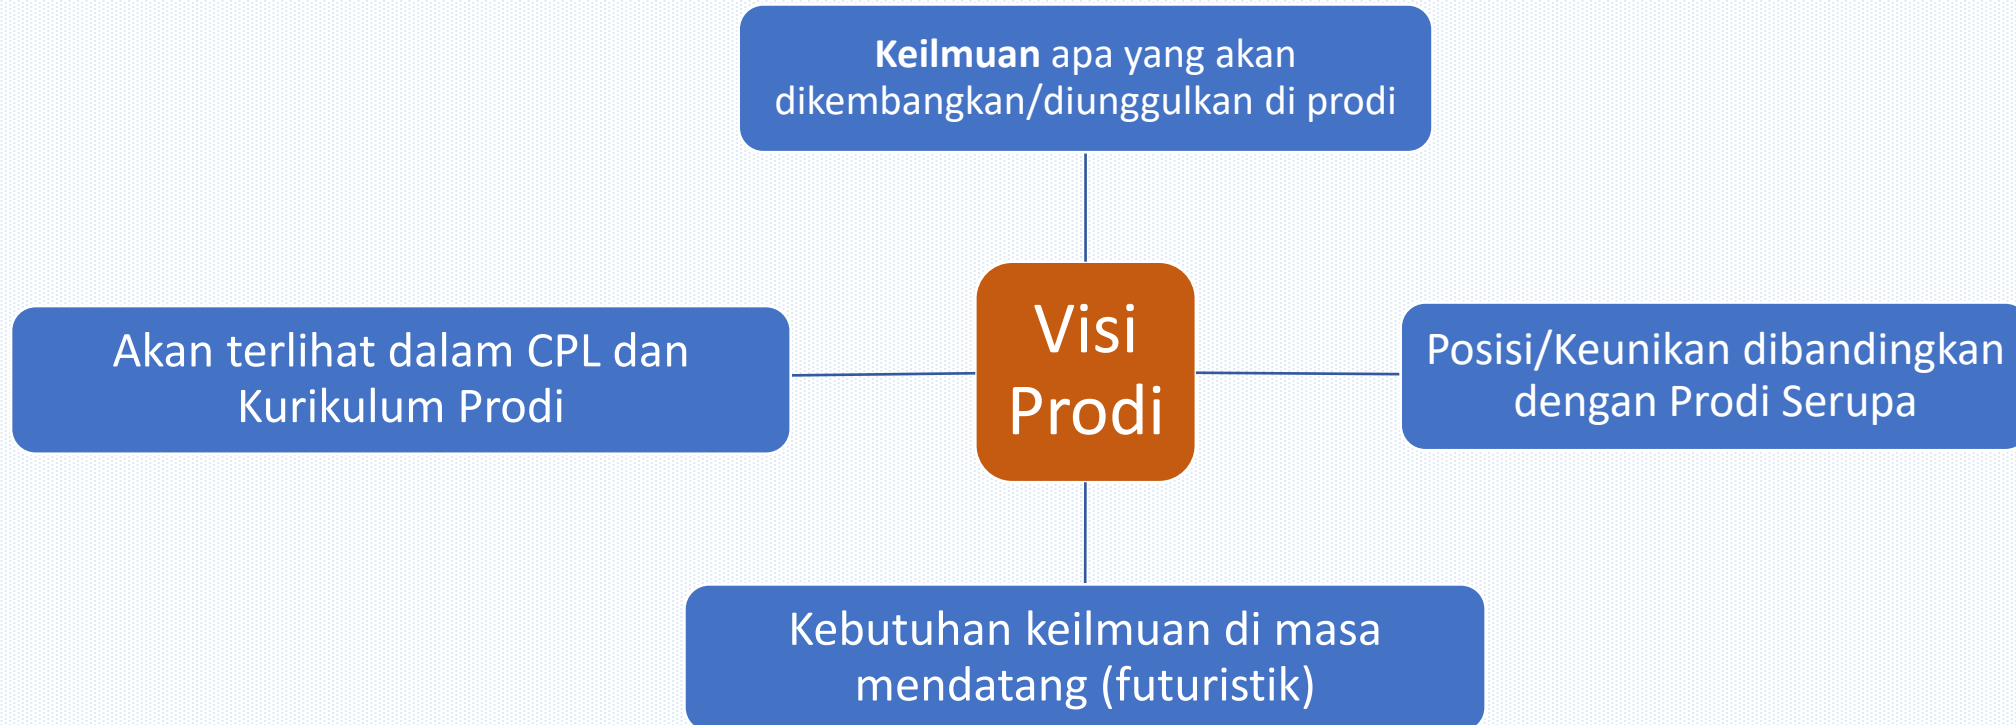 Keilmuan apa yang akan
dikembangkan/diunggulkan di prodi
Akan terlihat dalam CPL dan
Kurikulum Prodi
Visi
Prodi
Posisi/Keunikan dibandingkan
dengan Prodi Serupa
Kebutuhan keilmuan di masa
mendatang (futuristik)